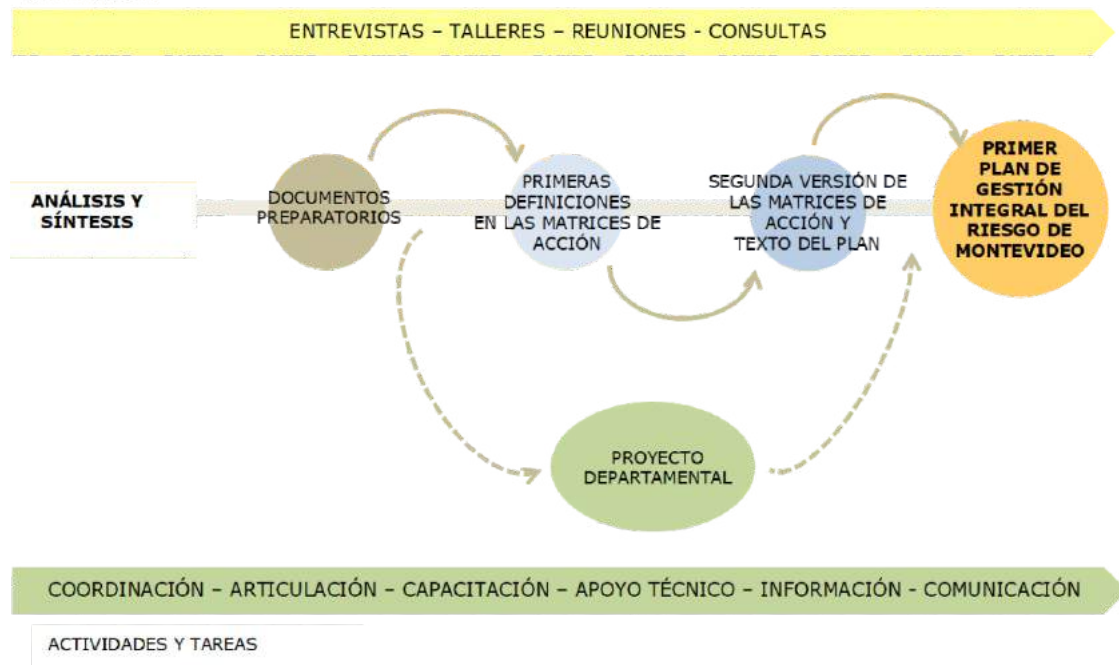 ENTREVISTAS – TALLERES – REUNIONES - CONSULTAS
ANÁLISIS Y
SÍNTESIS
DOCUMENTOS
PREPARATORIOS
PRIMERAS
DEFINICIONES
EN LAS MATRICES DE
ACCIÓN
SEGUNDA VERSIÓN DE
LAS MATRICES DE
ACCIÓN Y
TEXTO DEL PLAN
PRIMER
PLAN DE
GESTIÓN
INTEGRAL DEL
RIESGO DE
MONTEVIDEO
PROYECTO
DEPARTAMENTAL
COORDINACIÓN – ARTICULACIÓN – CAPACITACIÓN – APOYO TÉCNICO – INFORMACIÓN - COMUNICACIÓN
ACTIVIDADES Y TAREAS